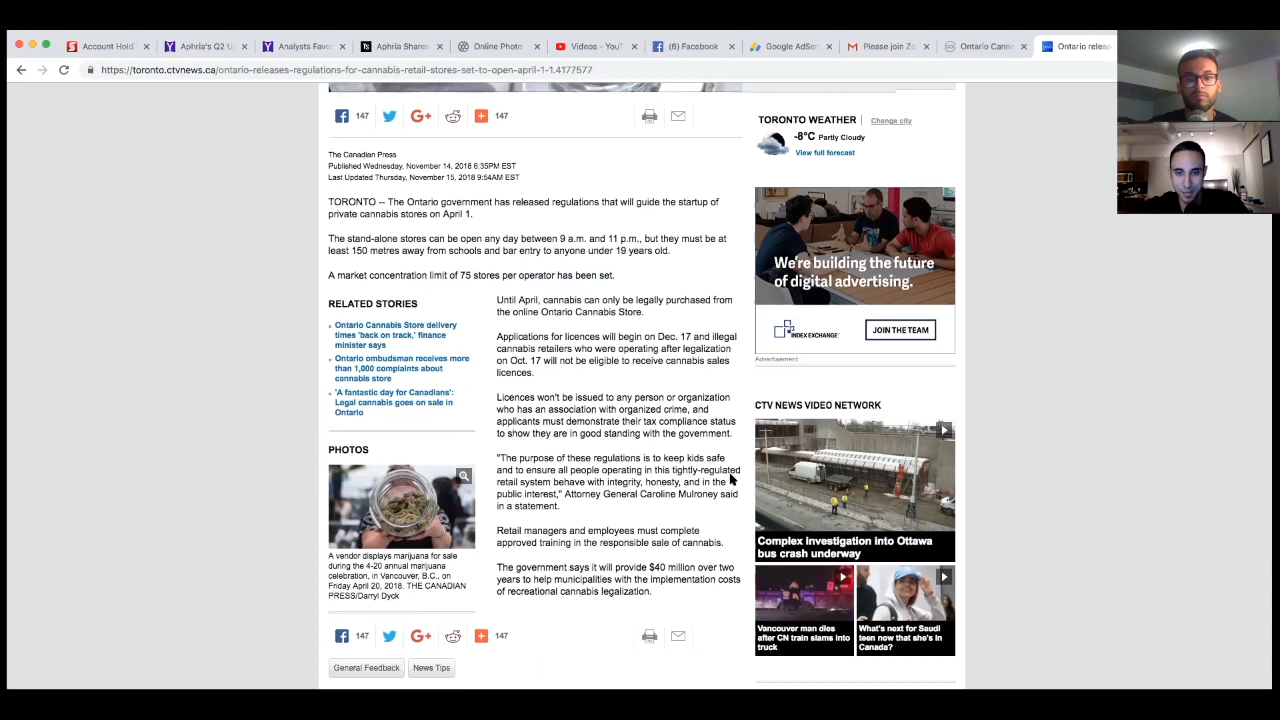 Account Hold
Aphria's Q2 U
Analysts Favor
Aphria Shares
Online Photo
Videos - YouT
(6) Facebook
Google AdSen
Please join Zo
Ontario Canna
Ontario releas
https://toronto.ctvnews.ca/ontario-releases-regulations-for-cannabis-retail-stores-set-to-open-april-1-1.4177577
147
147
The Canadian Press
Published Wednesday, November 14, 2018 6:35PM EST
Last Updated Thursday, November 15, 2018 9:54AM EST
TORONTO -- The Ontario government has released regulations that will guide the startup of
private cannabis stores on April 1.
The stand-alone stores can be open any day between 9 a.m. and 11 p.m., but they must be at
least 150 metres away from schools and bar entry to anyone under 19 years old.
A market concentration limit of 75 stores per operator has been set.
RELATED STORIES
Ontario Cannabis Store delivery
times 'back on track,' finance
minister says
Ontario ombudsman receives more
than 1,000 complaints about
cannabis store
'A fantastic day for Canadians':
Legal cannabis goes on sale in
Ontario
PHOTOS
A vendor displays marijuana for sale
during the 4-20 annual marijuana
celebration, in Vancouver, B.C., on
Friday April 20, 2018. THE CANADIAN
PRESS/Darryl Dyck
Until April, cannabis can only be legally purchased from
the online Ontario Cannabis Store.
Applications for licences will begin on Dec. 17 and illegal
cannabis retailers who were operating after legalization
on Oct. 17 will not be eligible to receive cannabis sales
licences.
Licences won't be issued to any person or organization
who has an association with organized crime, and
applicants must demonstrate their tax compliance status
to show they are in good standing with the government.
"The purpose of these regulations is to keep kids safe
and to ensure all people operating in this tightly-regulated
retail system behave with integrity, honesty, and in the
public interest," Attorney General Caroline Mulroney said
in a statement.
Retail managers and employees must complete
approved training in the responsible sale of cannabis.
The government says it will provide $40 million over two
years to help municipalities with the implementation costs
of recreational cannabis legalization.
147
147
General Feedback
News Tips
TORONTO WEATHER
Change city
-8°C Partly Cloudy
View full forecast
We're building the future
of digital advertising.
INDEX EXCHANGE
JOIN THE TEAM
Advertisement
CTV NEWS VIDEO NETWORK
Complex investigation into Ottawa
bus crash underway
Vancouver man dies
after CN train slams into
truck
What's next for Saudi
teen now that she's in
Canada?